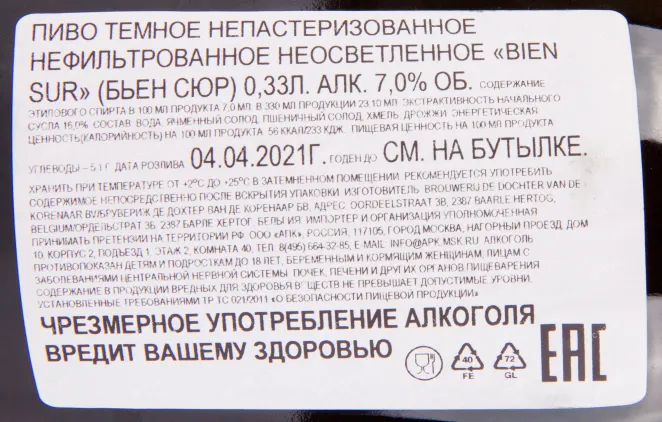 ПИВО ТЕМНОЕ НЕПАСТЕРИЗОВАННОЕ
НЕФИЛЬТРОВАННОЕ НЕОСВЕТЛЕННОЕ «BIEN
SUR» (БЬЕН СЮР) 0,33Л. АЛК. 7,0% ОБ. СОДЕРЖАНИЕ
ЭТИЛОВОГО СПИРТА В 100 МЛ ПРОДУКТА 7.0 МЛ. В 330 МЛ ПРОДУКЦИИ 23.10 МЛ. ЭКСТРАКТИВНОСТЬ НАЧАЛЬНОГО
СУСЛА 16,0%. СОСТАВ: ВОДА, ЯЧМЕННЫЙ СОЛОД, ПШЕНИЧНЫЙ СОЛОД, ХМЕЛЬ, ДРОЖЖИ. ЭНЕРГЕТИЧЕСКАЯ
ЦЕННОСТЬ(КАЛОРИЙНОСТЬ) НА 100 МЛ ПРОДУКТА 56 ККАЛ/233 КДЖ. ПИЩЕВАЯ ЦЕННОСТЬ НА 100 МЛ ПРОДУКТА
УГЛЕВОДЫ – 5,1 Г. ДАТА РОЗЛИВА 04.04.2021Г. ГОДЕН ДО СМ. НА БУТЫЛКЕ.
ХРАНИТЬ ПРИ ТЕМПЕРАТУРЕ ОТ +2°С ДО +25°С В ЗАТЕМНЕННОМ ПОМЕЩЕНИИ. РЕКОМЕНДУЕТСЯ УПОТРЕБИТЬ
СОДЕРЖИМОЕ НЕПОСРЕДСТВЕННО ПОСЛЕ ВСКРЫТИЯ УПАКОВКИ. ИЗГОТОВИТЕЛЬ: BROUWERIJ DE DOCHTER VAN DE
KORENAAR BV/БРУВЕРИЖ ДЕ ДОХТЕР ВАН ДЕ КОРЕНААР БВ, АДРЕС: OORDEELSTRAAT 3B, 2387 BAARLE HERTOG,
BELGIUM/ОРДЕЛЬСТРАТ 3Б, 2387 БАРЛЕ ХЕРТОГ, БЕЛЬГИЯ. ИМПОРТЕР И ОРГАНИЗАЦИЯ УПОЛНОМОЧЕННАЯ
ПРИНИМАТЬ ПРЕТЕНЗИИ НА ТЕРРИТОРИИ РФ: ООО «АПК», РОССИЯ, 117105, ГОРОД МОСКВА, НАГОРНЫЙ ПРОЕЗД, ДОМ
10, КОРПУС 2, ПОДЪЕЗД 1, ЭТАЖ 2, КОМНАТА 40, ТЕЛ. 8(495) 664-32-85, E-MAIL: INFO@APK.MSK.RU. АЛКОГОЛЬ
ПРОТИВОПОКАЗАН ДЕТЯМ И ПОДРОСТКАМ ДО 18 ЛЕТ, БЕРЕМЕННЫМ И КОРМЯЩИМ ЖЕНЩИНАМ, ЛИЦАМ С
ЗАБОЛЕВАНИЯМИ ЦЕНТРАЛЬНОЙ НЕРВНОЙ СИСТЕМЫ, ПОЧЕК, ПЕЧЕНИ И ДРУГИХ ОРГАНОВ ПИЩЕВАРЕНИЯ.
СОДЕРЖАНИЕ В ПРОДУКЦИИ ВРЕДНЫХ ДЛЯ ЗДОРОВЬЯ ВЕЩЕСТВ НЕ ПРЕВЫШАЕТ ДОПУСТИМЫЕ УРОВНИ,
УСТАНОВЛЕННЫЕ ТРЕБОВАНИЯМИ ТР ТС 021/2011 «О БЕЗОПАСНОСТИ ПИЩЕВОЙ ПРОДУКЦИИ»
ЧРЕЗМЕРНОЕ УПОТРЕБЛЕНИЕ АЛКОГОЛЯ
ВРЕДИТ ВАШЕМУ ЗДОРОВЬЮ
40 FE
72 GL
EAC